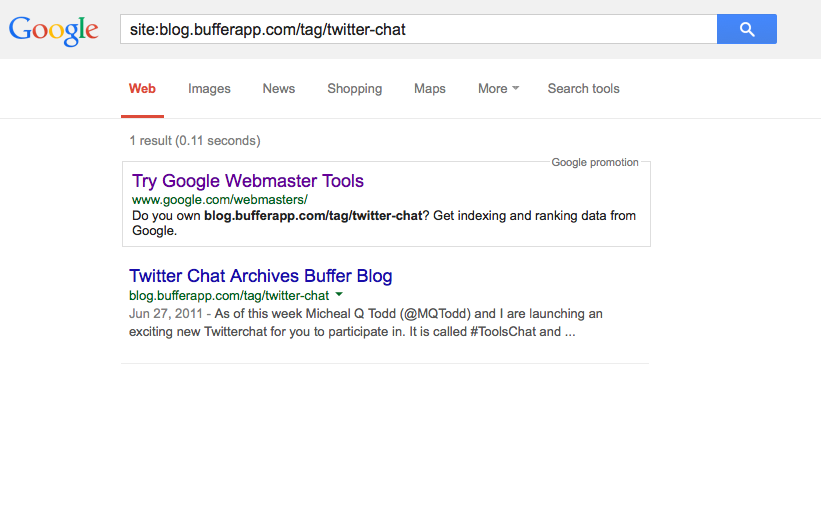 Google
site:blog.bufferapp.com/tag/twitter-chat
Web Images News Shopping Maps More Search tools
1 result (0.11 seconds)
Google promotion
Try Google Webmaster Tools
www.google.com/webmasters/
Do you own blog.bufferapp.com/tag/twitter-chat? Get indexing and ranking data from
Google.
Twitter Chat Archives Buffer Blog
blog.bufferapp.com/tag/twitter-chat
Jun 27, 2011 - As of this week Micheal Q Todd (@MQTodd) and I are launching an
exciting new Twitterchat for you to participate in. It is called #ToolsChat and ...